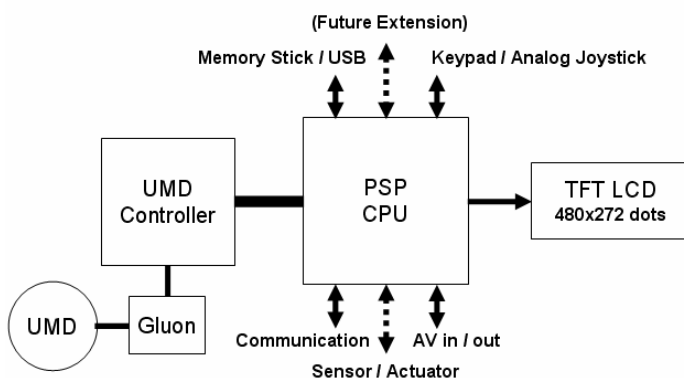 (Future Extension)
Memory Stick / USB
Keypad / Analog Joystick
UMD
Controller
PSP
CPU
TFT LCD
480x272 dots
UMD
Gluon
Communication
AV in / out
Sensor / Actuator